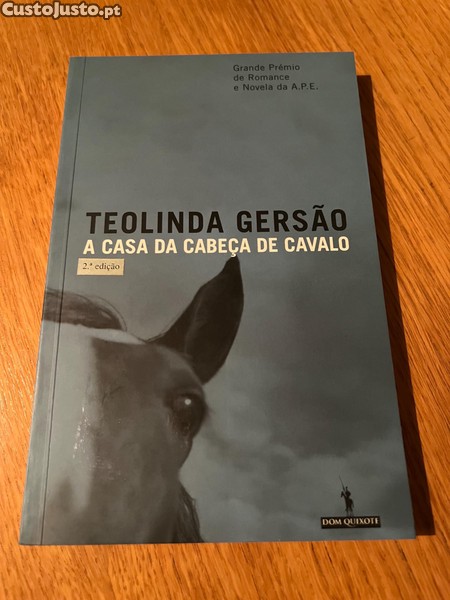 CustoJusto.pt
Grande Prémio
de Romance
e Novela da A.P.E.
TEOLINDA GERSÃO
A CASA DA CABEÇA DE CAVALO
2.ª edição
DOM QUIXOTE